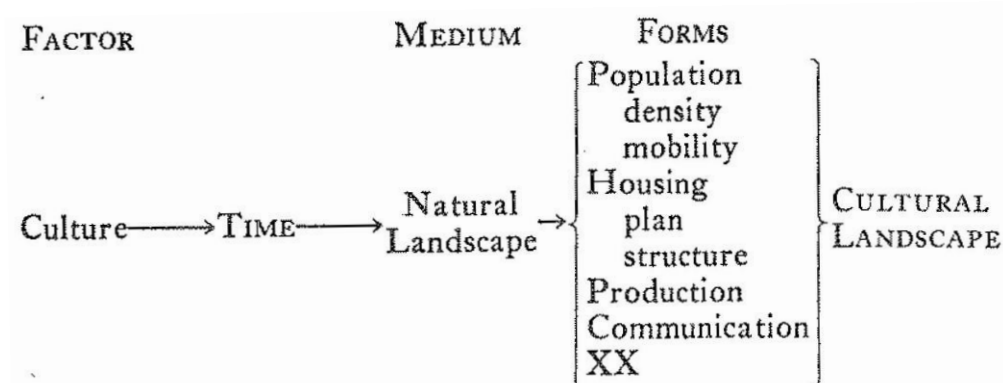 FACTOR MEDIUM FORMS
Population
density
mobility
Housing
Culture → TIME → Natural Landscape → plan CULTURAL LANDSCAPE
structure
Production
Communication
XX